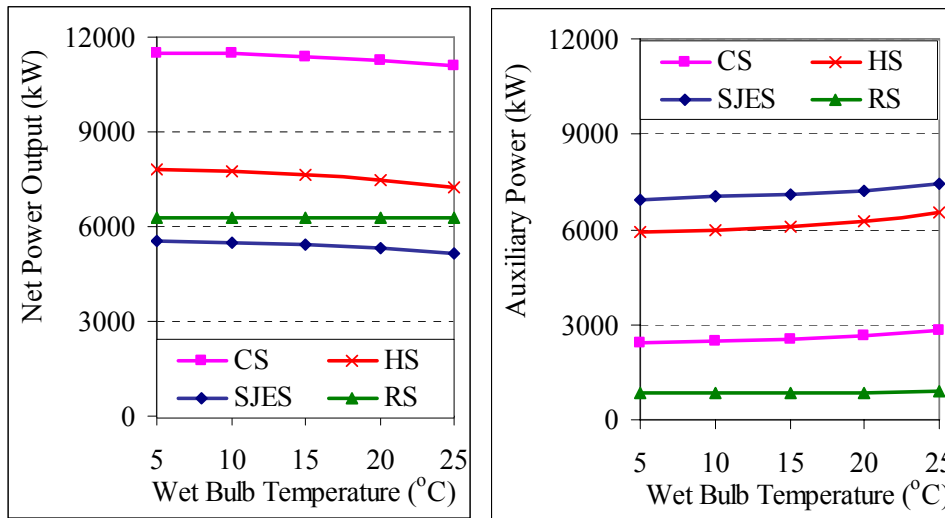 12000
9000
6000
3000
0
Net Power Output (kW)
CS HS
SJES RS
5 10 15 20 25
Wet Bulb Temperature (°C)
12000
9000
6000
3000
0
Auxiliary Power (kW)
CS HS
SJES RS
5 10 15 20 25
Wet Bulb Temperature (°C)